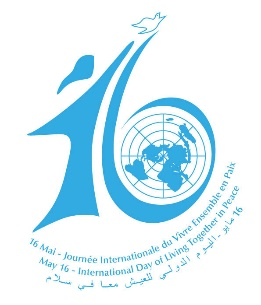 16
16 Mai - Journée Internationale du Vivre Ensemble en Paix
May 16 - International Day of Living Together in Peace
16 مايو - اليوم الدولي للعيش معا في سلام